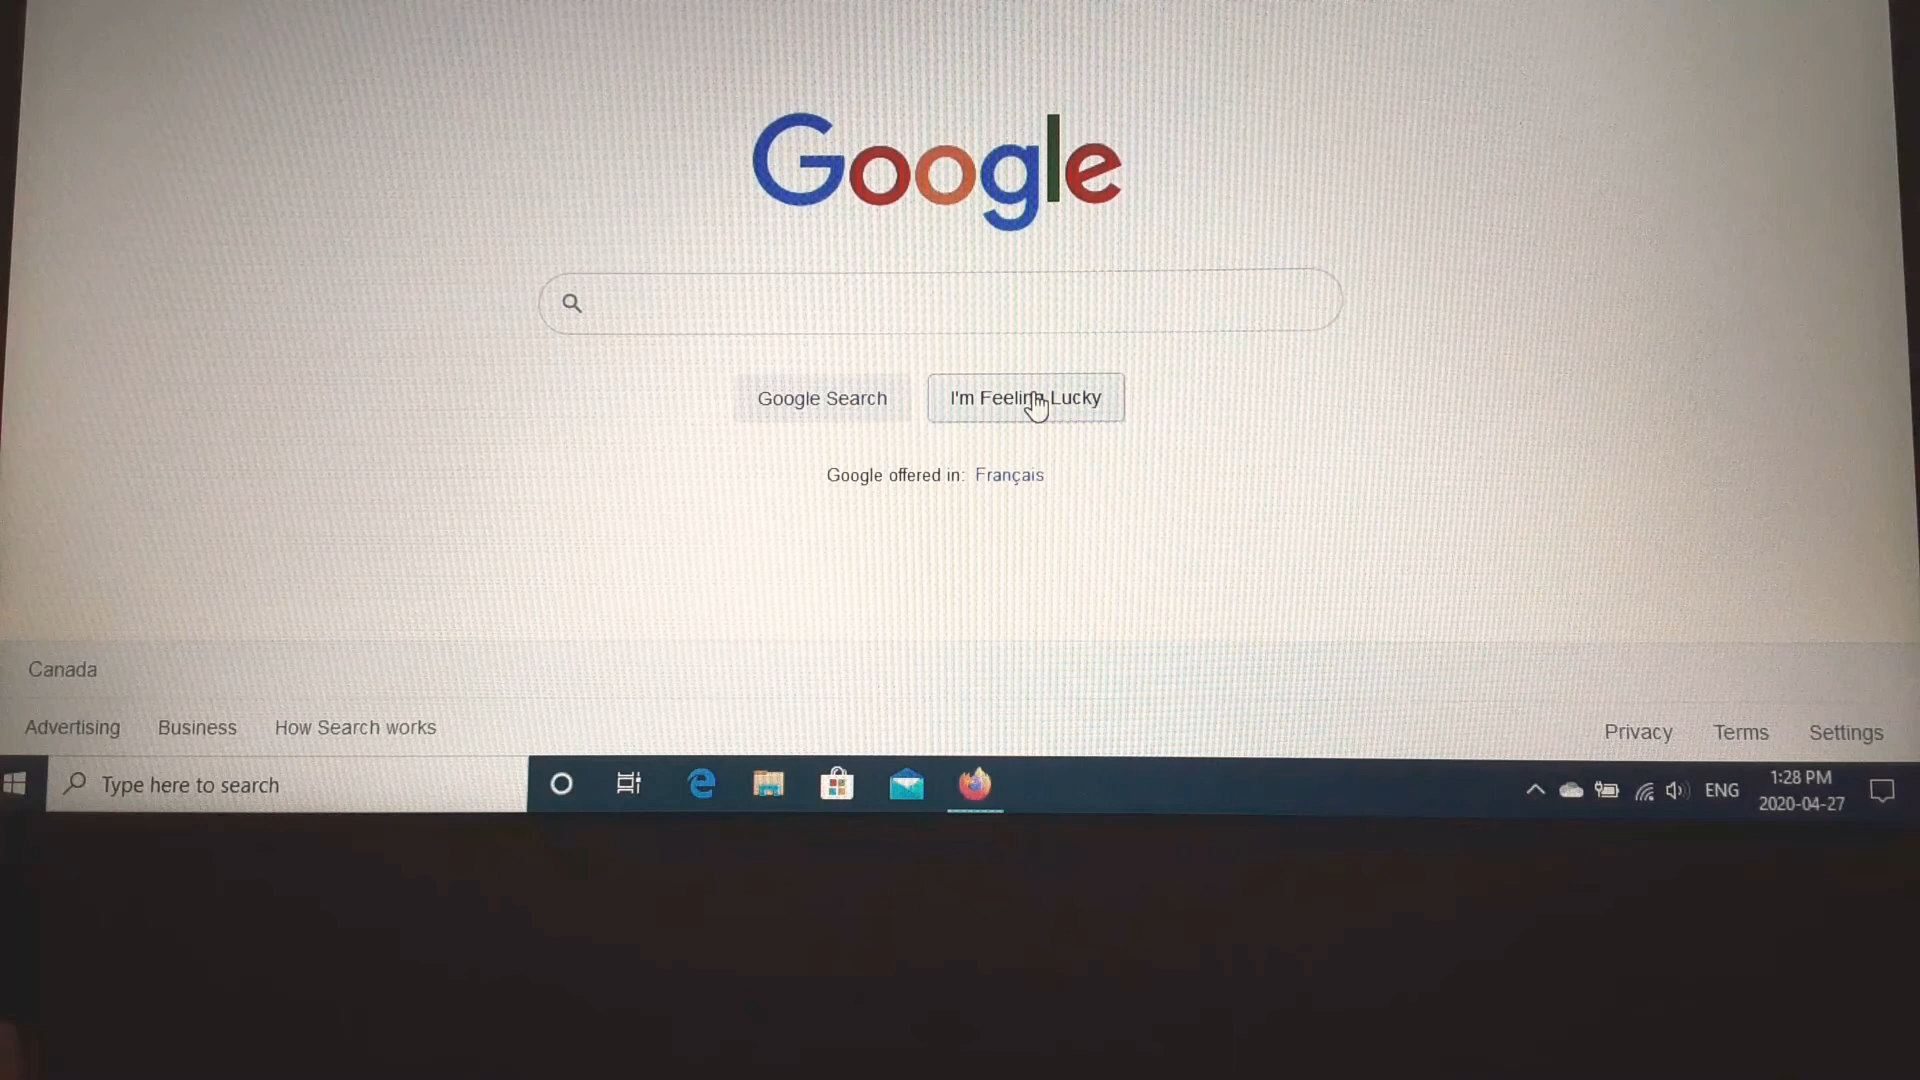 Google
Google Search
I'm Feeling Lucky
Google offered in: Français
Canada
Advertising Business How Search works
Privacy Terms Settings
Type here to search
ENG
1:28 PM
2020-04-27